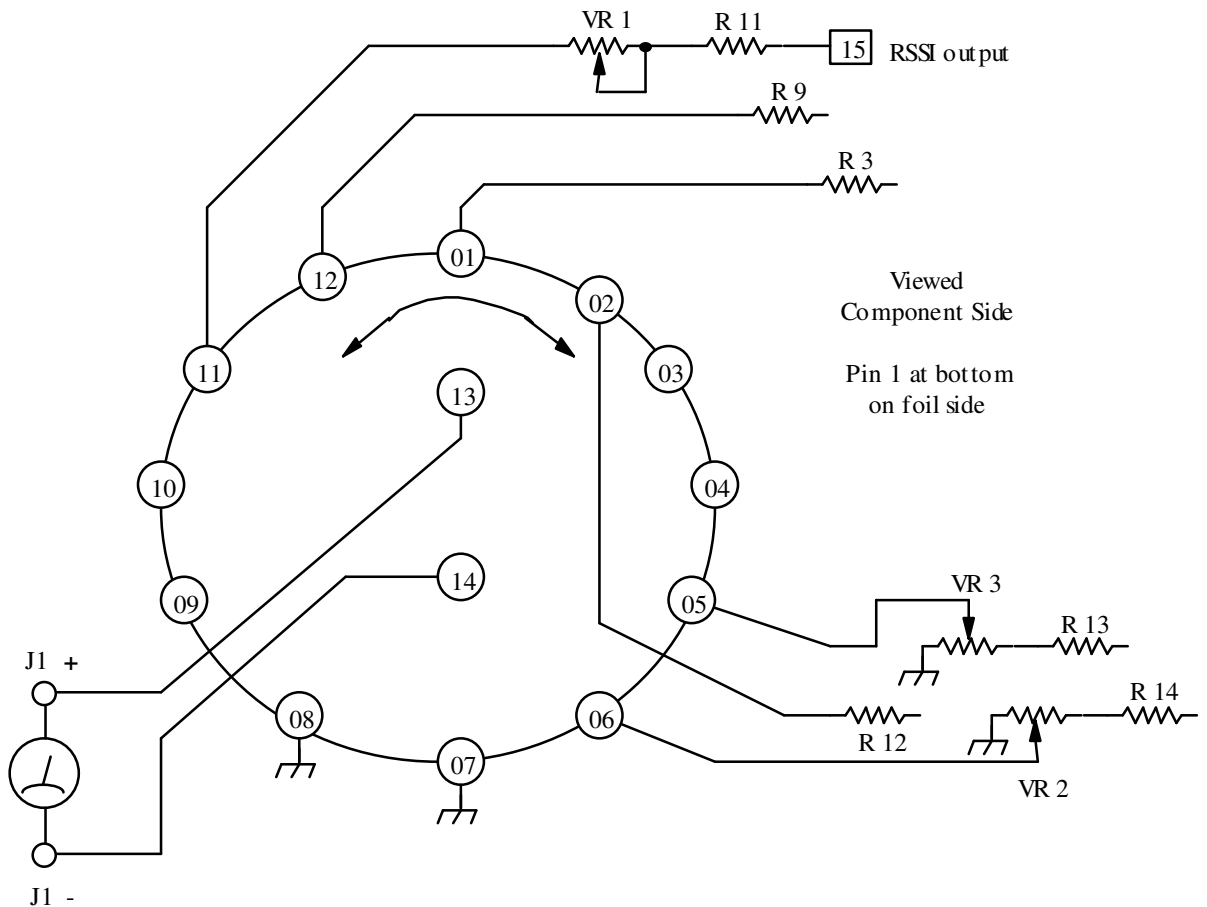 VR 1
R 11
15
RSSI output
R 9
R 3
01
12
02
Viewed
Component Side
11
03
13
Pin 1 at bottom
on foil side
10
04
14
09
05
VR 3
R 13
J1 +
08
06
R 14
R 12
07
VR 2
J1 -